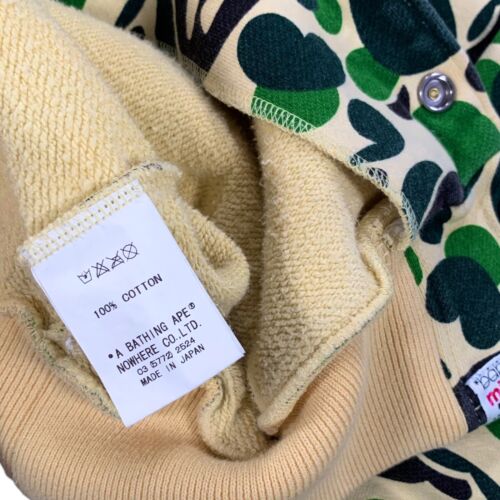 100% COTTON
*A BATHING APE®
NOWHERE CO.,LTD.
03 5772 2524
MADE IN JAPAN